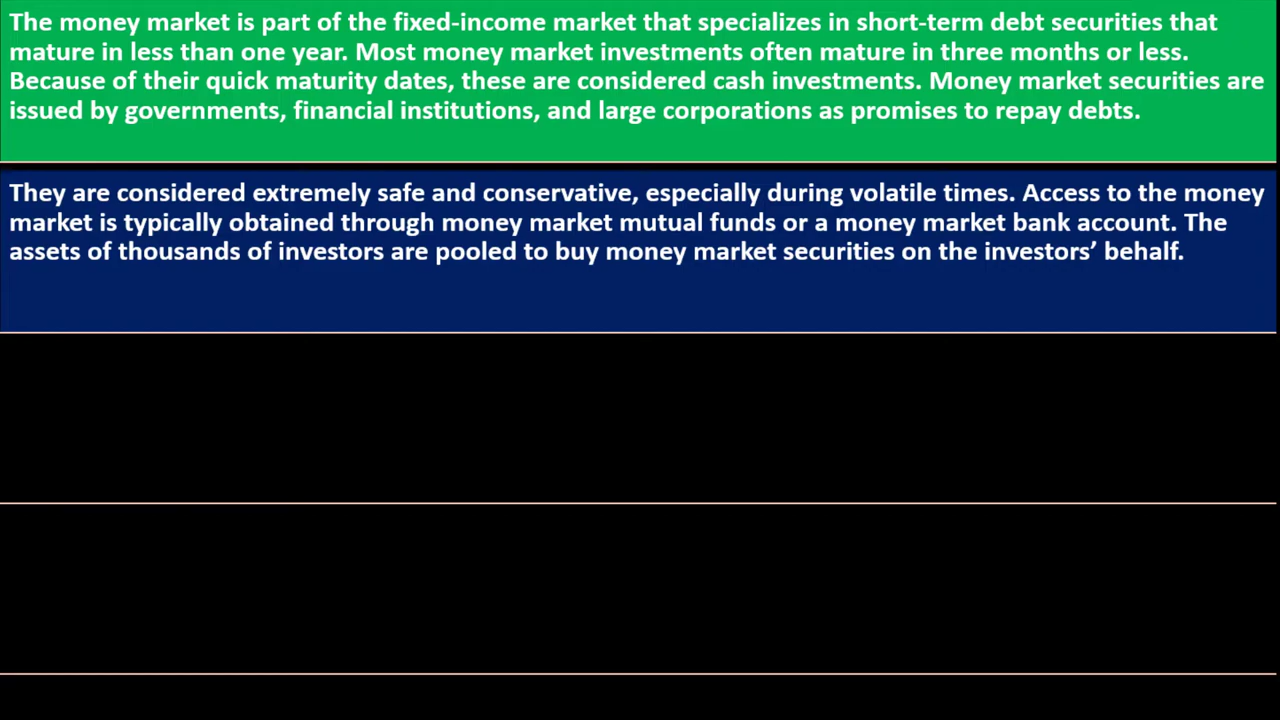 The money market is part of the fixed-income market that specializes in short-term debt securities that
mature in less than one year. Most money market investments often mature in three months or less.
Because of their quick maturity dates, these are considered cash investments. Money market securities are
issued by governments, financial institutions, and large corporations as promises to repay debts.
They are considered extremely safe and conservative, especially during volatile times. Access to the money
market is typically obtained through money market mutual funds or a money market bank account. The
assets of thousands of investors are pooled to buy money market securities on the investors’ behalf.